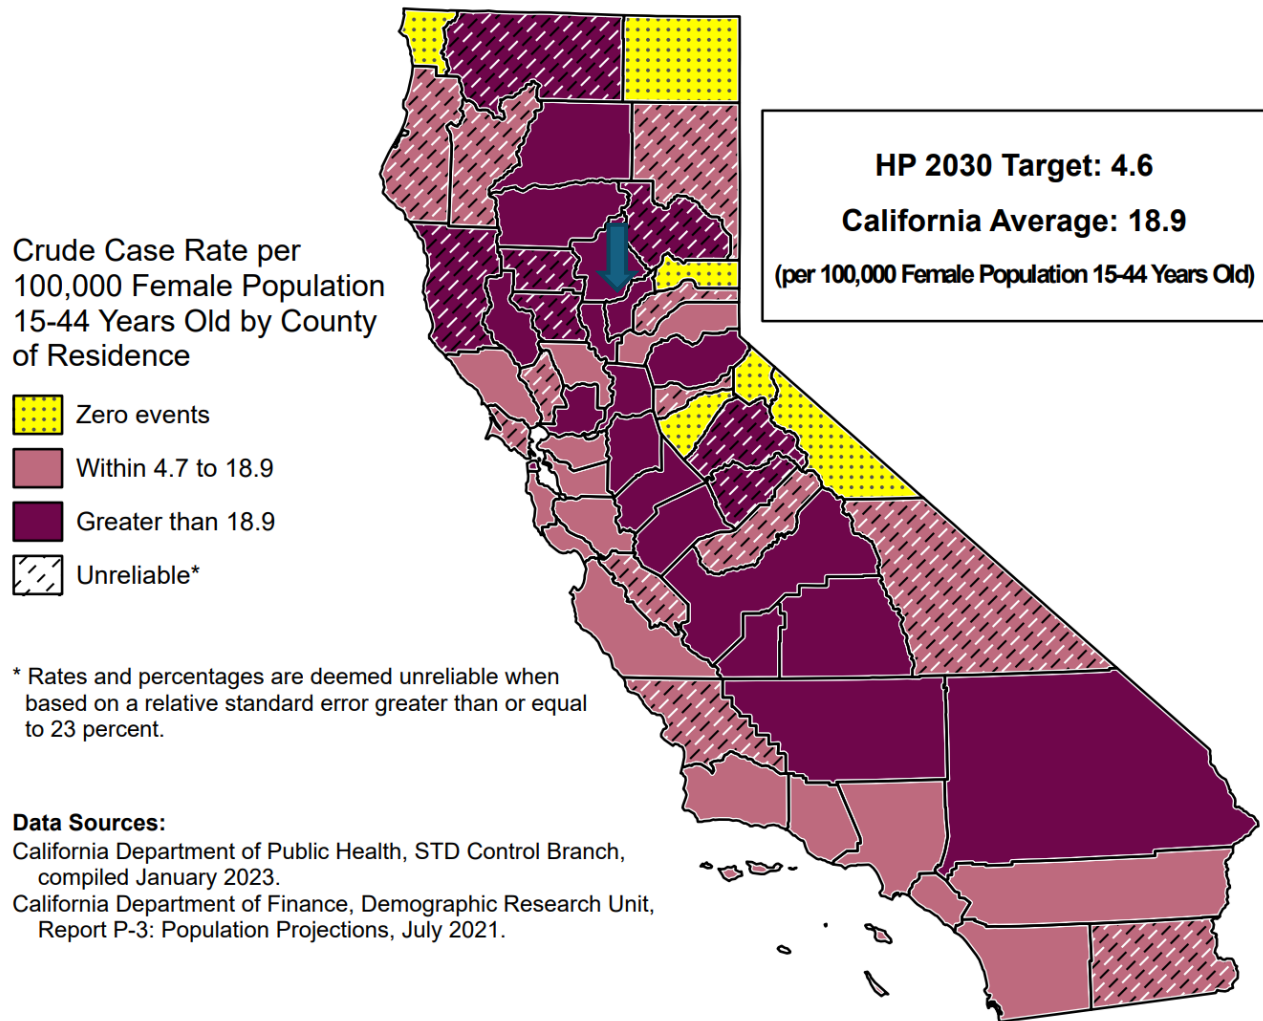 HP 2030 Target: 4.6
California Average: 18.9
(per 100,000 Female Population 15-44 Years Old)
Crude Case Rate per
100,000 Female Population
15-44 Years Old by County
of Residence
Zero events
Within 4.7 to 18.9
Greater than 18.9
Unreliable*
* Rates and percentages are deemed unreliable when
based on a relative standard error greater than or equal
to 23 percent.
Data Sources:
California Department of Public Health, STD Control Branch,
compiled January 2023.
California Department of Finance, Demographic Research Unit,
Report P-3: Population Projections, July 2021.